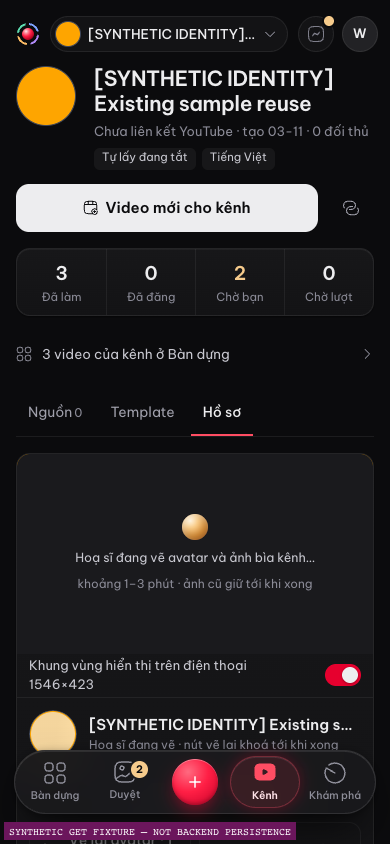 [SYNTHETIC IDENTITY]...
W
[SYNTHETIC IDENTITY]
Existing sample reuse
Chưa liên kết YouTube · tạo 03-11 · 0 đối thủ
Tự lấy đang tắt
Tiếng Việt
Video mới cho kênh
3
0
2
0
Đã làm
Đã đăng
Chờ bạn
Chờ lượt
3 video của kênh ở Bàn dựng
Nguồn 0
Template
Hồ sơ
Hoạ sĩ đang vẽ avatar và ảnh bìa kênh...
khoảng 1–3 phút · ảnh cũ giữ tới khi xong
Khung vùng hiển thị trên điện thoại
1546×423
[SYNTHETIC IDENTITY] Existing s...
Hoạ sĩ đang vẽ · nút vẽ lại khoá tới khi xong
2
Bàn dựng
Duyệt
Kênh
Khám phá
SYNTHETIC GET FIXTURE — NOT BACKEND PERSISTENCE